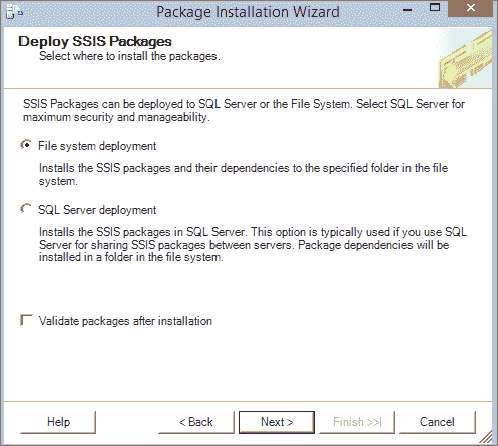 Package Installation Wizard
Deploy SSIS Packages
Select where to install the packages.
SSIS Packages can be deployed to SQL Server or the File System. Select SQL Server for
maximum security and manageability.
File system deployment
Installs the SSIS packages and their dependencies to the specified folder in the file
system.
SQL Server deployment
Installs the SSIS packages in SQL Server. This option is typically used if you use SQL
Server for sharing SSIS packages between servers. Package dependencies will be
installed in a folder in the file system.
Validate packages after installation
Help < Back Next > Finish >>| Cancel